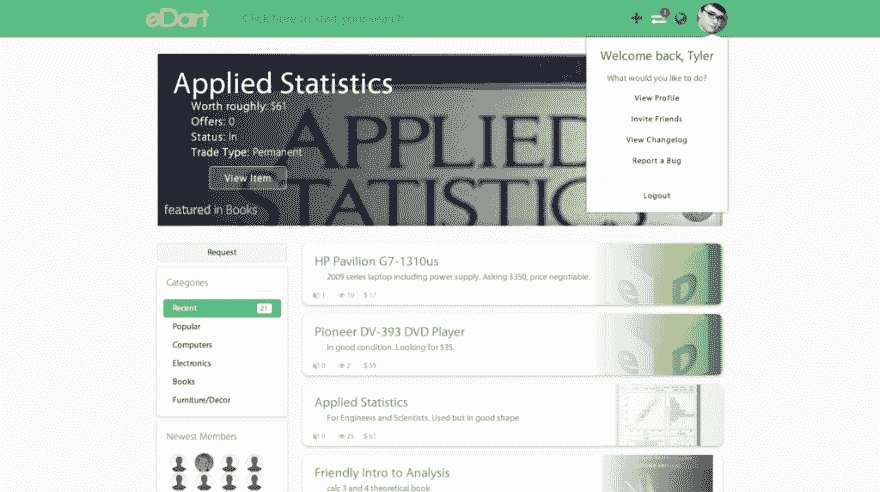 eDart
Click here to start your search
1
Welcome back, Tyler
What would you like to do?
View Profile
Invite Friends
View Changelog
Report a Bug
Logout
Applied Statistics
Worth roughly: $61
Offers: 0
Status: In
Trade Type: Permanent
View Item
featured in Books
APPLIED
STATISTICS
Request
Categories
Recent 21
Popular
Computers
Electronics
Books
Furniture/Decor
Newest Members
HP Pavilion G7-1310us
2009 series laptop including power supply. Asking $350, price negotiable.
1 10 $17
Pioneer DV-393 DVD Player
In good condition. Looking for $35.
0 2 $59
Applied Statistics
For Engineers and Scientists. Used but in good shape
0 25 $61
Friendly Intro to Analysis
calc 3 and 4 theoretical book